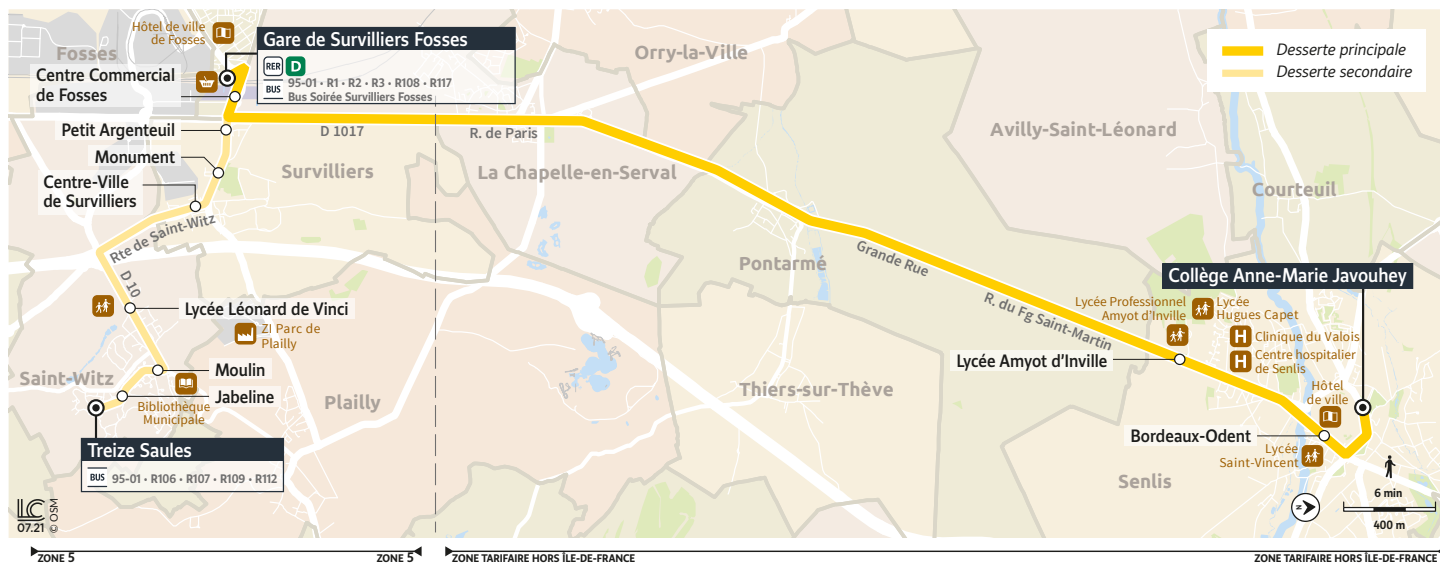 Hôtel de ville
de Fosses
Fosses
Gare de Survilliers Fosses
RER D
BUS 95-01 • R1 • R2 • R3 • R108 • R117
Bus Soirée Survilliers Fosses
Centre Commercial
de Fosses
Petit Argenteuil
Monument
Centre-Ville
de Survilliers
Survilliers
D 1017
R. de Paris
Orry-la-Ville
La Chapelle-en-Serval
Avilly-Saint-Léonard
Courteuil
Desserte principale
Desserte secondaire
Rte de Saint-Witz
D 10
Lycée Léonard de Vinci
ZI Parc de
Plailly
Saint-Witz
Moulin
Jabeline
Bibliothèque
Municipale
Plailly
Treize Saules
BUS 95-01 • R106 • R107 • R109 • R112
Pontarmé
Grande Rue
R. du Fg Saint-Martin
Thiers-sur-Thève
Collège Anne-Marie Javouhey
Lycée Professionnel
Amyot d'Inville
Lycée
Hugues Capet
H Clinique du Valois
H Centre hospitalier
de Senlis
Lycée Amyot d'Inville
Hôtel
de ville
Bordeaux-Odent
Lycée
Saint-Vincent
Senlis
N
6 min
400 m
LC
07.21
© OSM
ZONE 5
ZONE 5
ZONE TARIFAIRE HORS ÎLE-DE-FRANCE
ZONE TARIFAIRE HORS ÎLE-DE-FRANCE